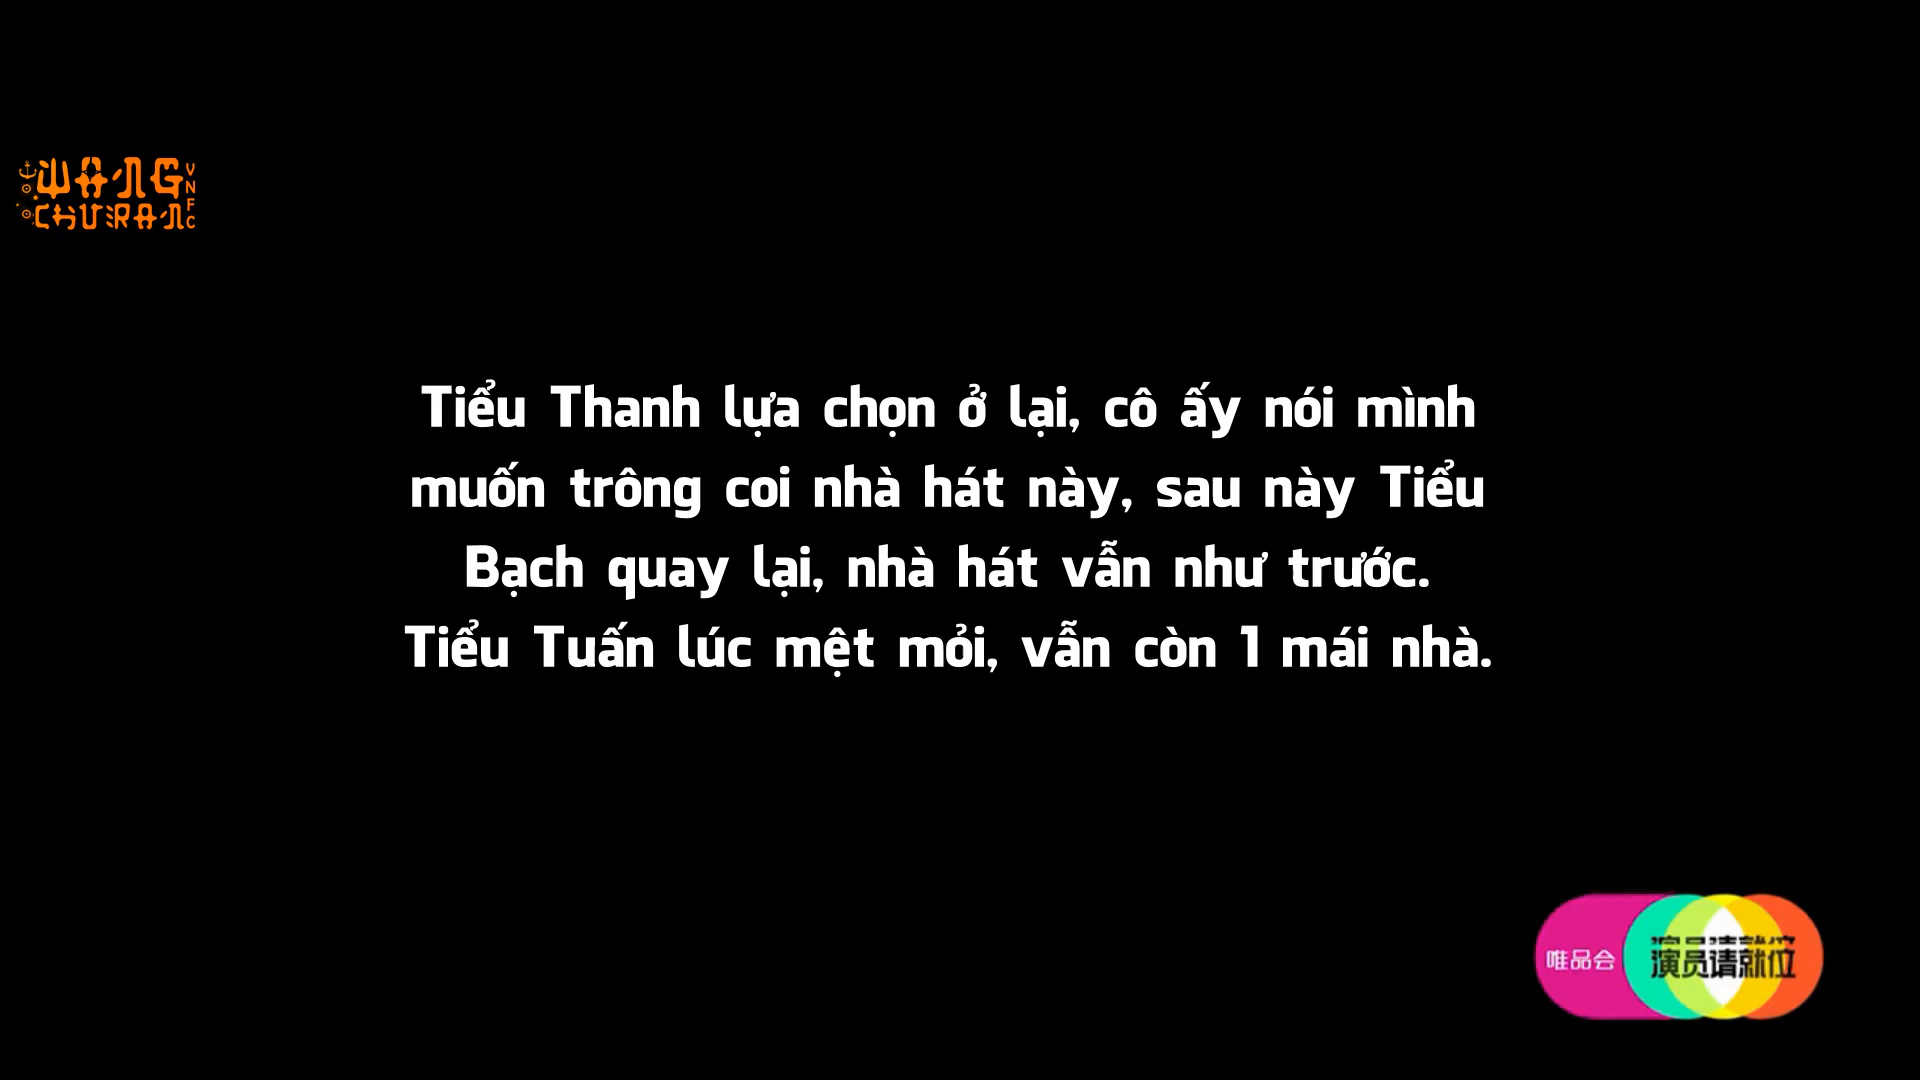 WANG
CHURAN
VNFC
Tiểu Thanh lựa chọn ở lại, cô ấy nói mình
muốn trông coi nhà hát này, sau này Tiểu
Bạch quay lại, nhà hát vẫn như trước.
Tiểu Tuấn lúc mệt mỏi, vẫn còn 1 mái nhà.
唯品会
演员请就位